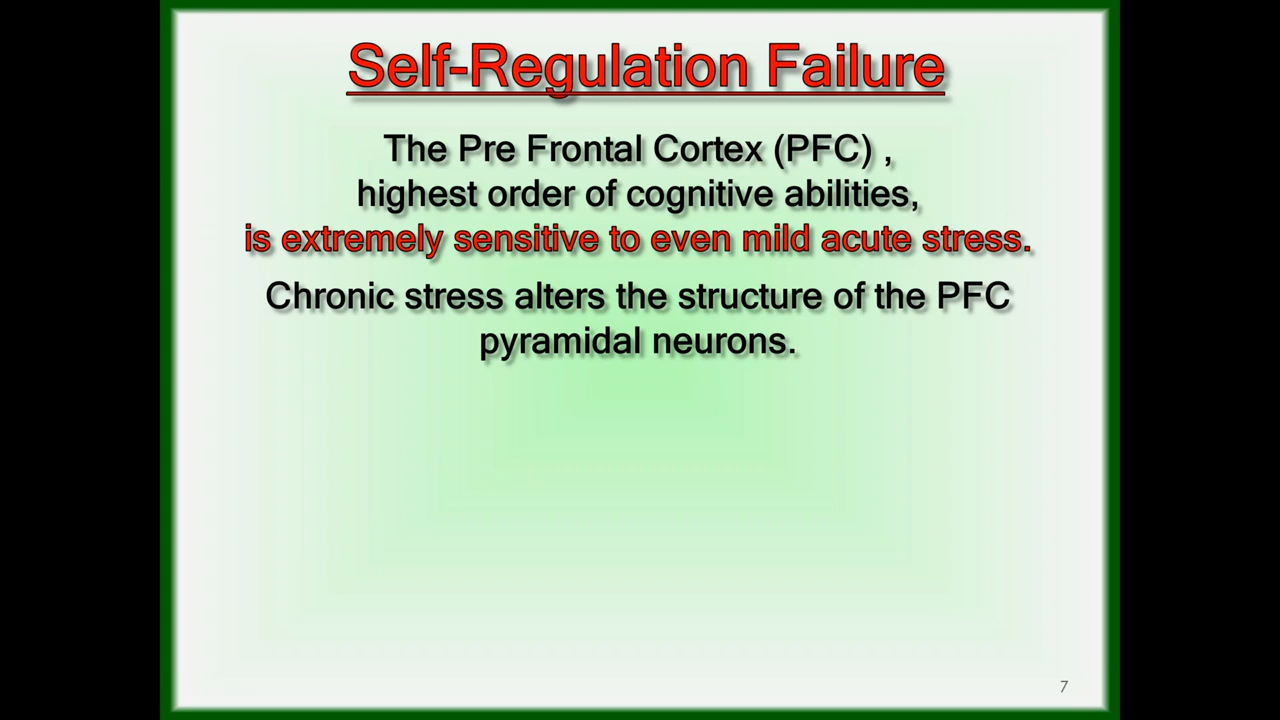 Self-Regulation Failure
The Pre Frontal Cortex (PFC) ,
highest order of cognitive abilities,
is extremely sensitive to even mild acute stress.
Chronic stress alters the structure of the PFC
pyramidal neurons.
7